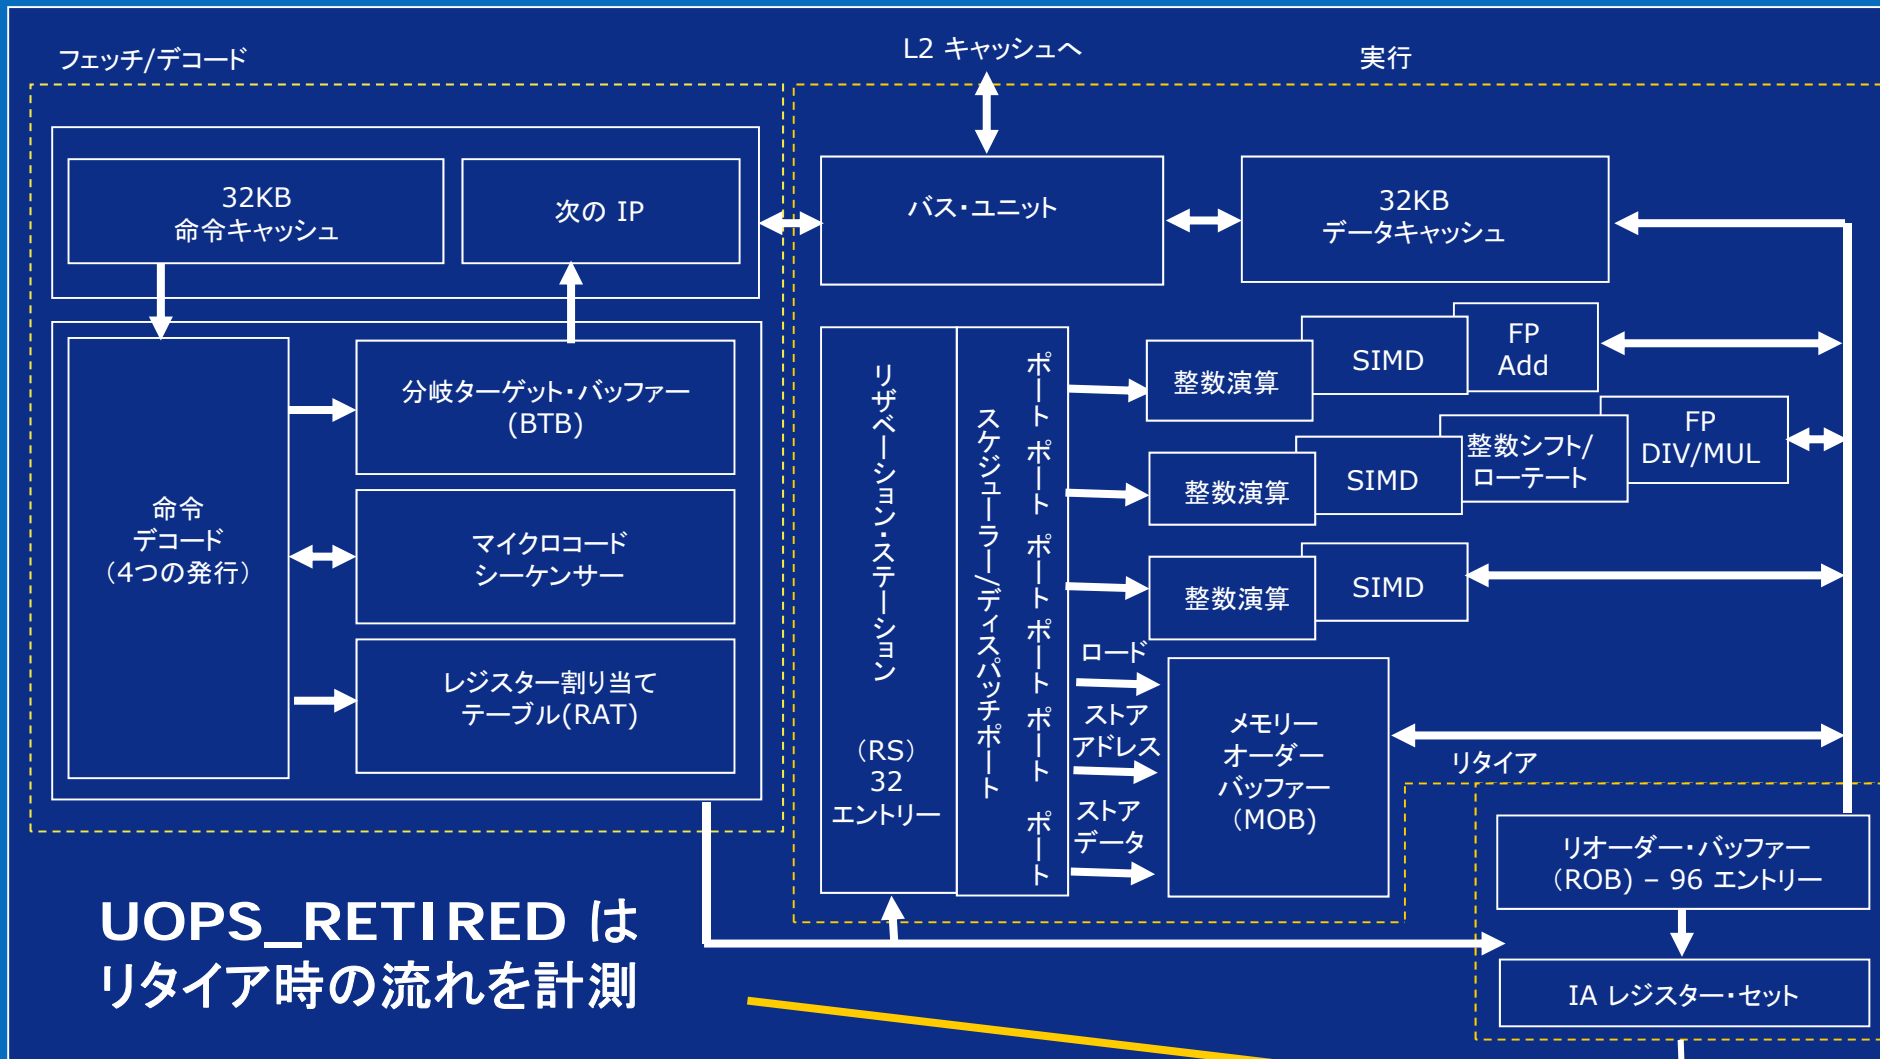 フェッチ/デコード
L2 キャッシュへ
実行
32KB
命令キャッシュ
次の IP
バス・ユニット
32KB
データキャッシュ
命令
デコード
（4つの発行）
分岐ターゲット・バッファー
(BTB)
マイクロコード
シーケンサー
レジスター割り当て
テーブル(RAT)
リザベーション・ステーション
（RS）
32
エントリー
スケジューラー/ディスパッチポート
ポート
ポート
ポート
ポート
ポート
ポート
整数演算
SIMD
FP
Add
整数演算
SIMD
整数シフト/
ローテート
FP
DIV/MUL
整数演算
SIMD
ロード
ストア
アドレス
ストア
データ
メモリー
オーダー
バッファー
（MOB)
リタイア
リオーダー・バッファー
（ROB) – 96 エントリー
IA レジスター・セット
UOPS_RETIRED は
リタイア時の流れを計測